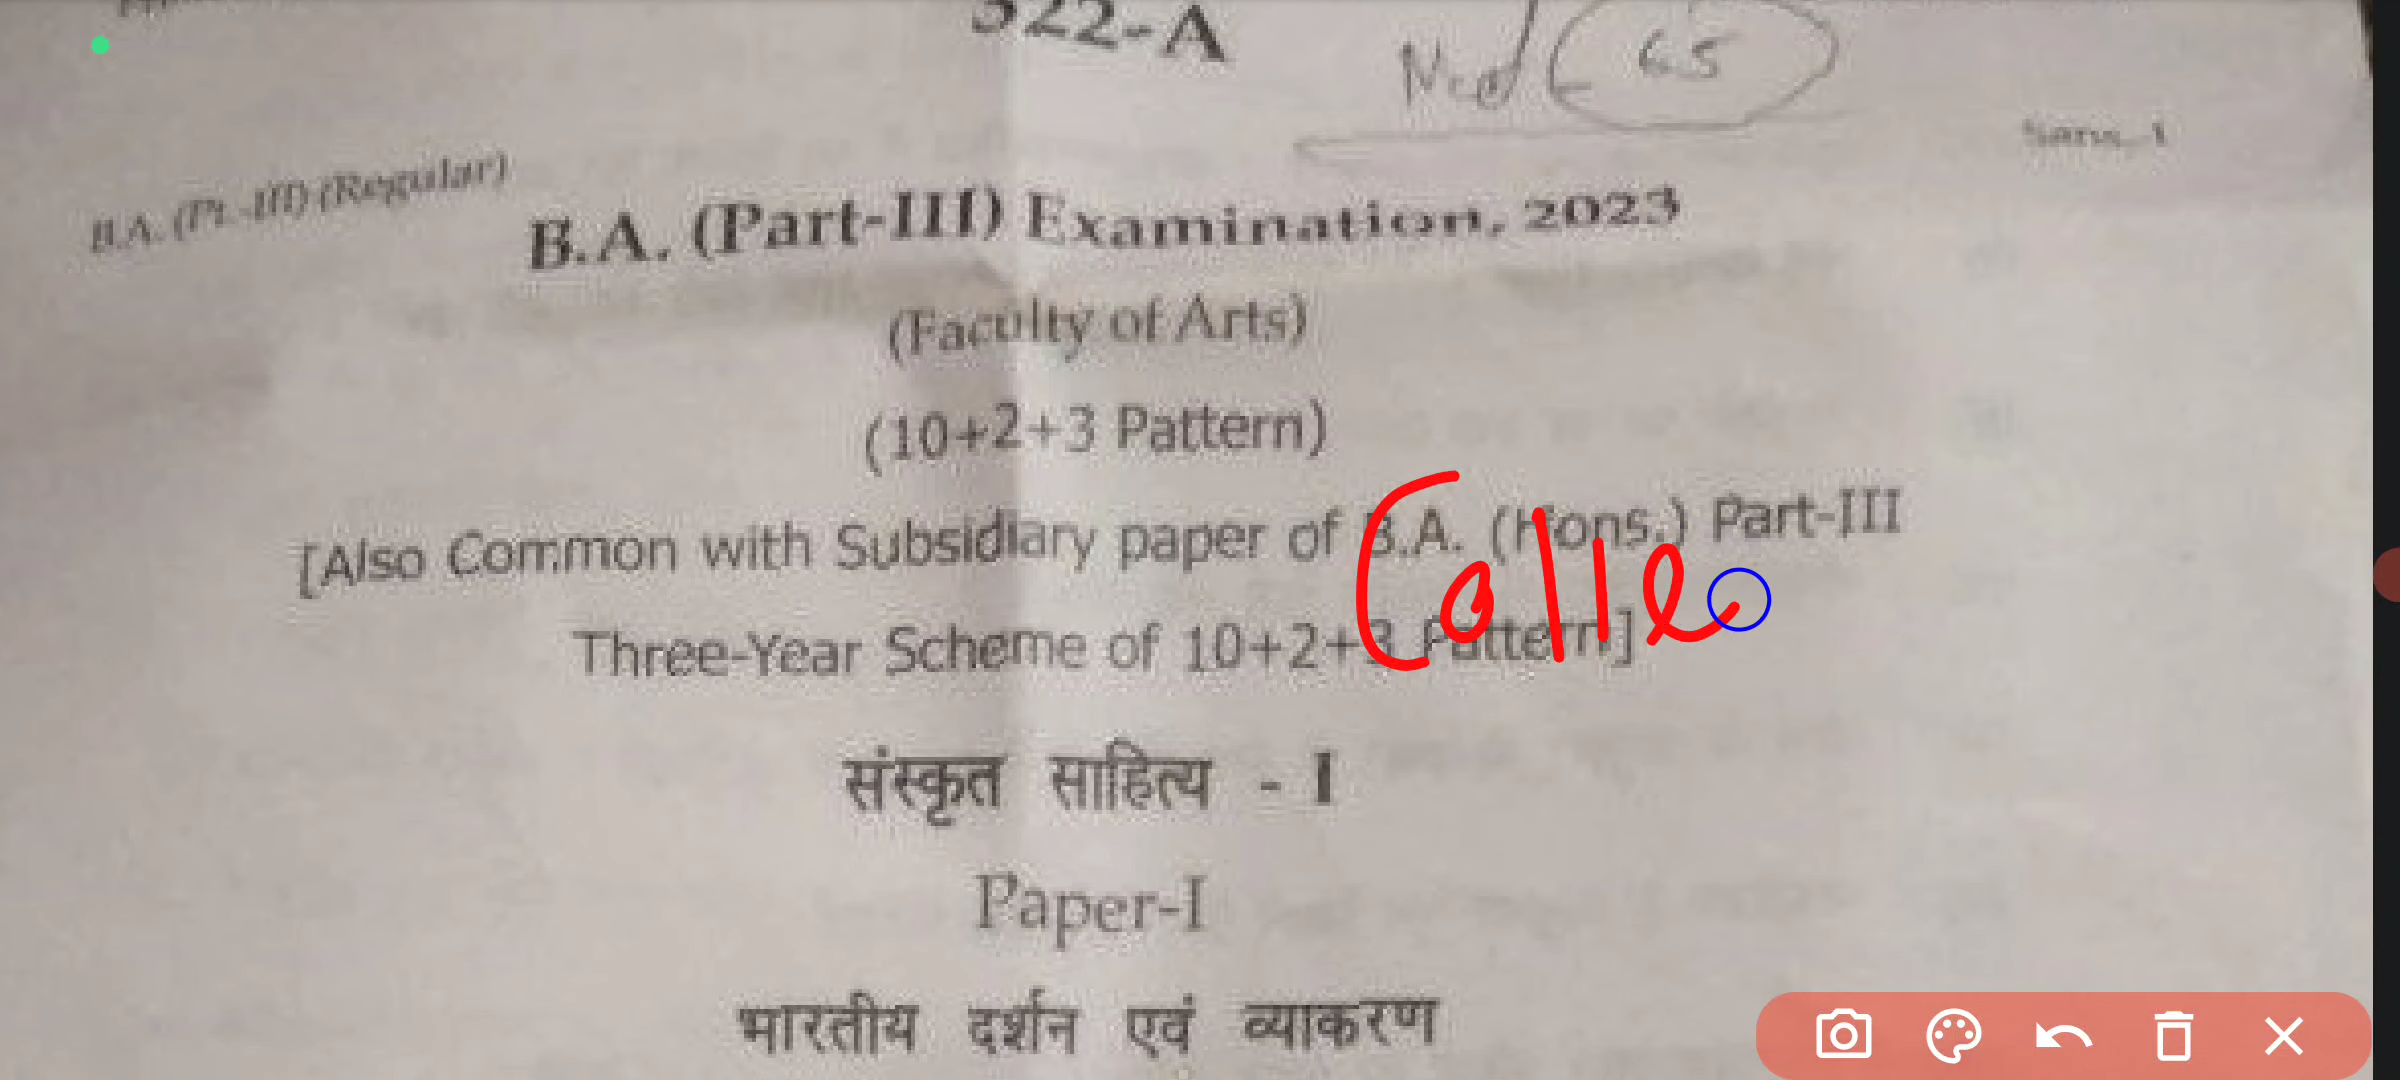 522-A
65
Sans.-I
B.A. (Pt.-III) (Regular)
B.A. (Part-III) Examination, 2023
(Faculty of Arts)
(10+2+3 Pattern)
[Also Common with Subsidiary paper of B.A. (Hons.) Part-III
Colle
Three-Year Scheme of 10+2+3 Pattern]
संस्कृत साहित्य - I
Paper-I
भारतीय दर्शन एवं व्याकरण